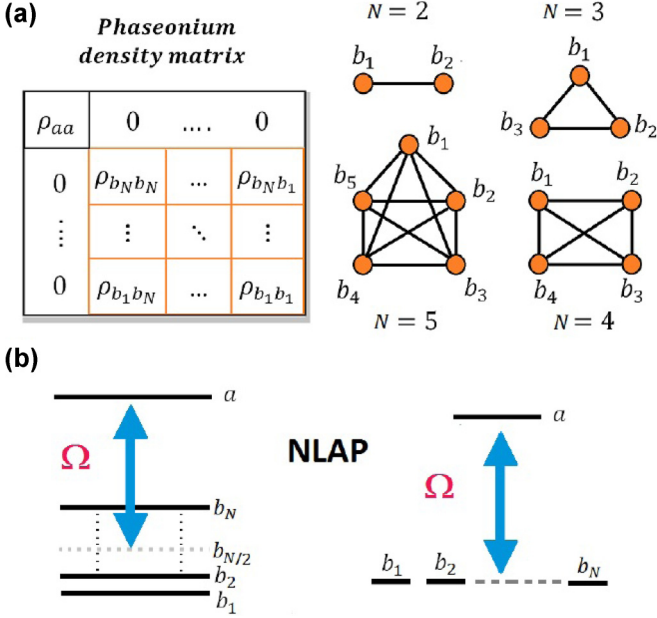 (a)
Phaseonium
density matrix
ρaa 0 .... 0
0 ρbNbN ... ρbNb1
⋮ ⋮ ⋱ ⋮
0 ρb1bN ... ρb1b1
N = 2
b1 b2
N = 3
b1
b3 b2
b1
b5 b2
b4 b3
N = 5
b1 b2
b4 b3
N = 4
(b)
a
Ω
bN
bN/2
b2
b1
NLAP
a
Ω
b1 b2 bN